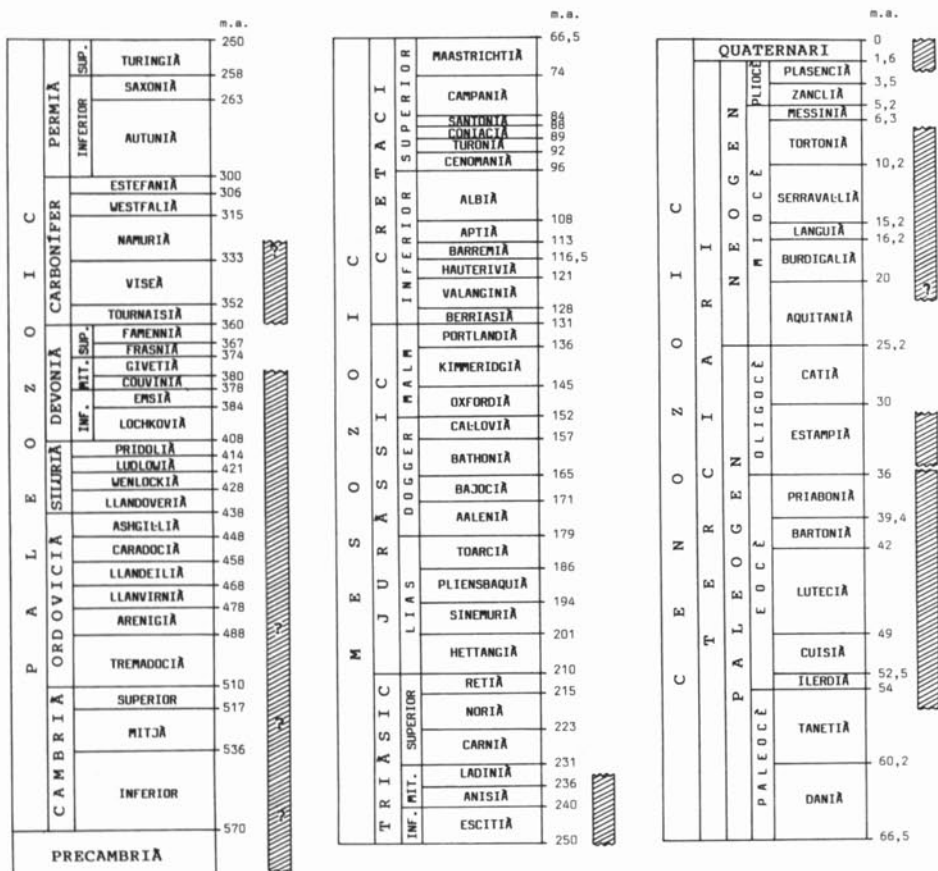 m.a.
250
PALEOZOIC
PERMIÀ
SUP.
TURINGIÀ
258
INFERIOR
SAXONIÀ
263
AUTUNIÀ
300
CARBONÍFER
ESTEFANIÀ
306
WESTFALIÀ
315
NAMURIÀ
?
333
VISEÀ
352
TOURNAISIÀ
360
DEVONIÀ
SUP.
FAMENNIÀ
367
FRASNIÀ
374
MIT.
GIVETIÀ
380
COUVINIÀ
378
INF.
EMSIÀ
384
LOCHKOVIÀ
408
SILURIÀ
PRIDOLIÀ
414
LUDLOWIÀ
421
WENLOCKIÀ
428
LLANDOVERIÀ
438
ORDOVICIÀ
ASHGIL·LIÀ
448
CARADOCIÀ
458
LLANDEILIÀ
468
LLANVIRNIÀ
478
ARENIGIÀ
?
488
TREMADOCIÀ
510
CAMBRIÀ
SUPERIOR
517
?
MITJÀ
536
INFERIOR
?
570
PRECAMBRIÀ
m.a.
66,5
MESOZOIC
CRETACI
SUPERIOR
MAASTRICHTIÀ
74
CAMPANIÀ
84
SANTONIÀ
88
CONIACIÀ
89
TURONIÀ
92
CENOMANIÀ
96
INFERIOR
ALBIÀ
108
APTIÀ
113
BARREMIÀ
116,5
HAUTERIVIÀ
121
VALANGINIÀ
128
BERRIASIÀ
131
JURÀSSIC
MALM
PORTLANDIÀ
136
KIMMERIDGIÀ
145
OXFORDIÀ
152
DOGGER
CAL·LOVIÀ
157
BATHONIÀ
165
BAJOCIÀ
171
AALENIÀ
179
LIAS
TOARCIÀ
186
PLIENSBAQUIÀ
194
SINEMURIÀ
201
HETTANGIÀ
210
TRIÀSIC
SUPERIOR
RETIÀ
215
NORIÀ
223
CARNIÀ
231
MIT.
LADINIÀ
236
ANISIÀ
240
INF.
ESCITIÀ
250
m.a.
0
CENOZOIC
QUATERNARI
1,6
TERCIARI
NEOGEN
PLIOCÈ
PLASENCIÀ
3,5
ZANCLIÀ
5,2
MIOCÈ
MESSINIÀ
6,3
TORTONIÀ
10,2
SERRAVAL·LIÀ
15,2
LANGUIÀ
16,2
BURDIGALIÀ
20
?
AQUITANIÀ
25,2
PALEOGEN
OLIGOCÈ
CATIÀ
30
ESTAMPIÀ
36
EOCÈ
PRIABONIÀ
39,4
BARTONIÀ
42
LUTECIÀ
49
CUISIÀ
52,5
ILERDIÀ
54
PALEOCÈ
TANETIÀ
60,2
DANIÀ
66,5